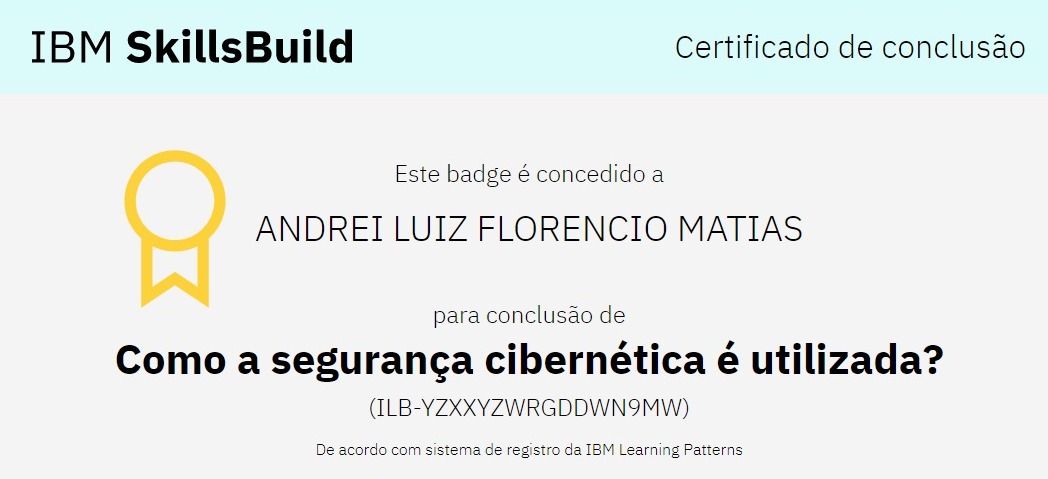 IBM SkillsBuild
Certificado de conclusão
Este badge é concedido a
ANDREI LUIZ FLORENCIO MATIAS
para conclusão de
Como a segurança cibernética é utilizada?
(ILB-YZXXYZWRGDDWN9MW)
De acordo com sistema de registro da IBM Learning Patterns